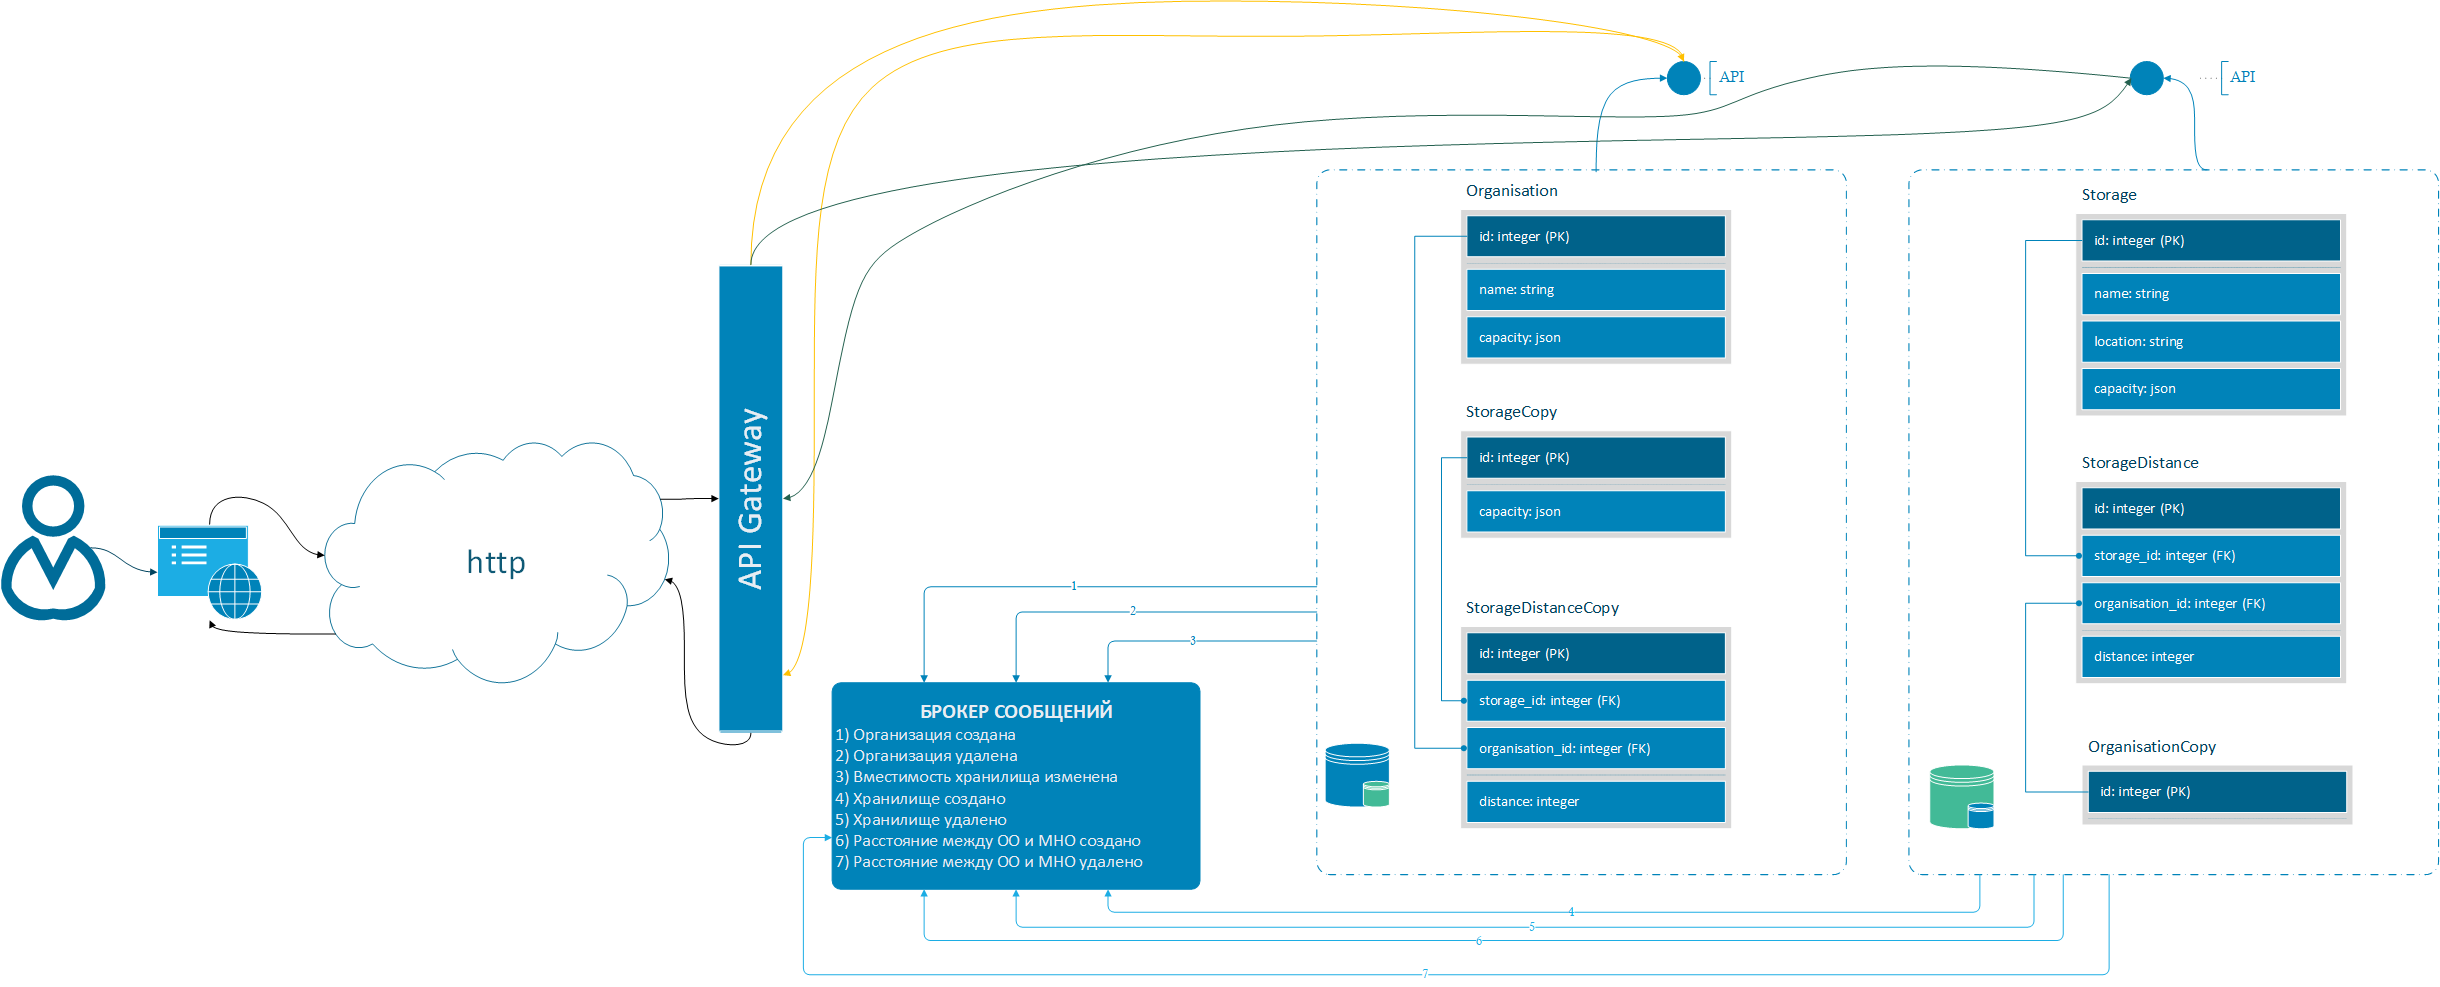 API
API
http
API Gateway
Organisation
id: integer (PK)
name: string
capacity: json
StorageCopy
id: integer (PK)
capacity: json
StorageDistanceCopy
id: integer (PK)
storage_id: integer (FK)
organisation_id: integer (FK)
distance: integer
Storage
id: integer (PK)
name: string
location: string
capacity: json
StorageDistance
id: integer (PK)
storage_id: integer (FK)
organisation_id: integer (FK)
distance: integer
OrganisationCopy
id: integer (PK)
1
2
3
БРОКЕР СООБЩЕНИЙ
1) Организация создана
2) Организация удалена
3) Вместимость хранилища изменена
4) Хранилище создано
5) Хранилище удалено
6) Расстояние между ОО и МНО создано
7) Расстояние между ОО и МНО удалено
4
5
6
7